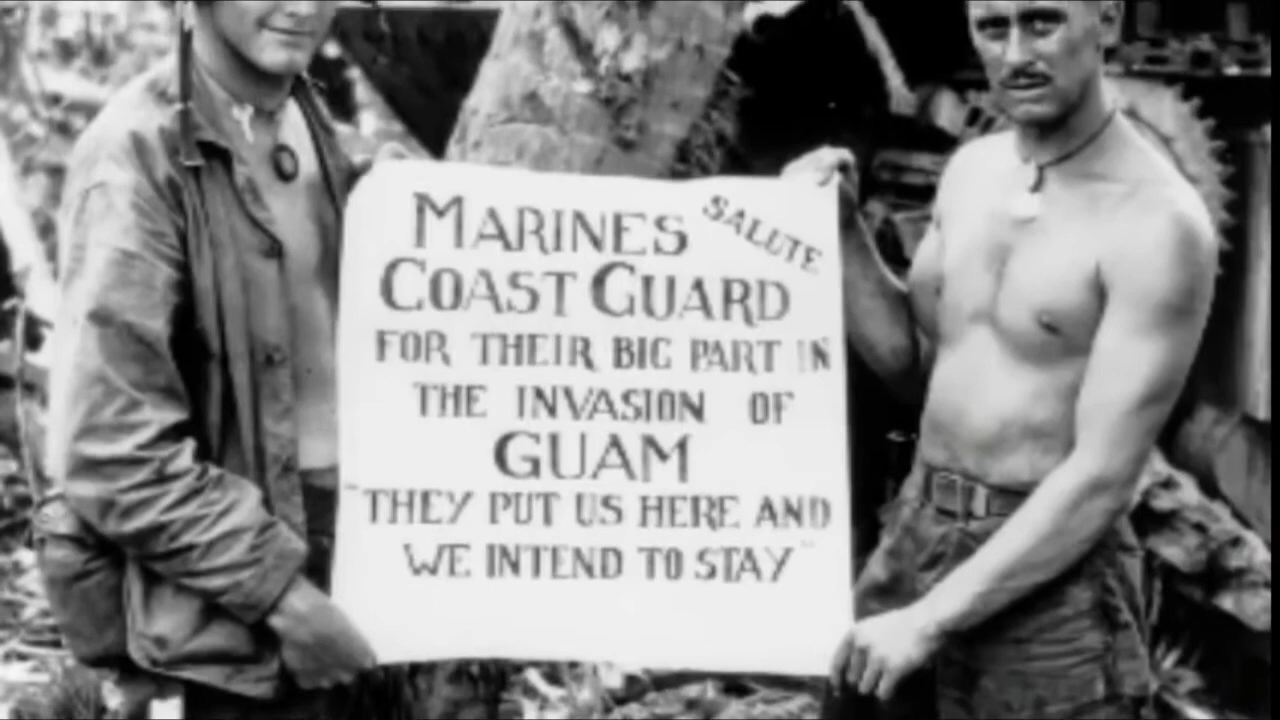 MARINES SALUTE
COAST GUARD
FOR THEIR BIG PART IN
THE INVASION OF
GUAM
"THEY PUT US HERE AND
WE INTEND TO STAY"